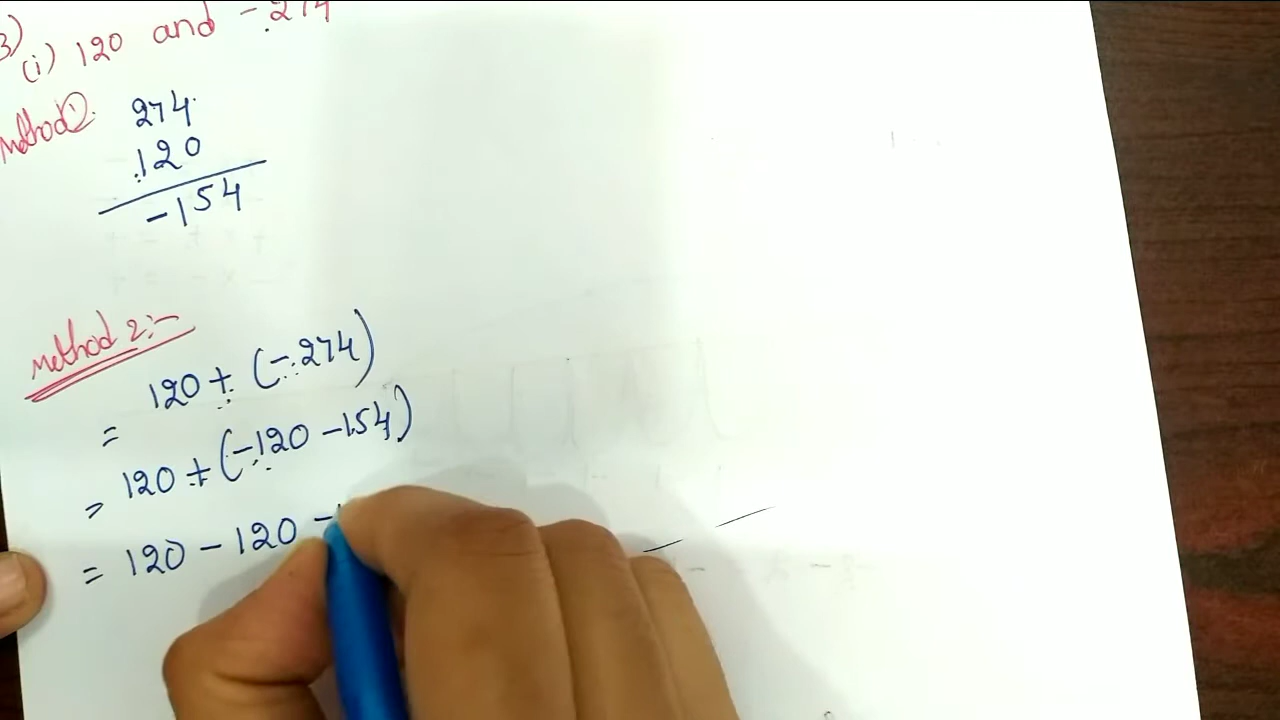 3)
(i) 120 and -274
Method ①
274
120
-154
Method 2:-
= 120 + (-274)
= 120 + (-120 -154)
= 120 - 120 -